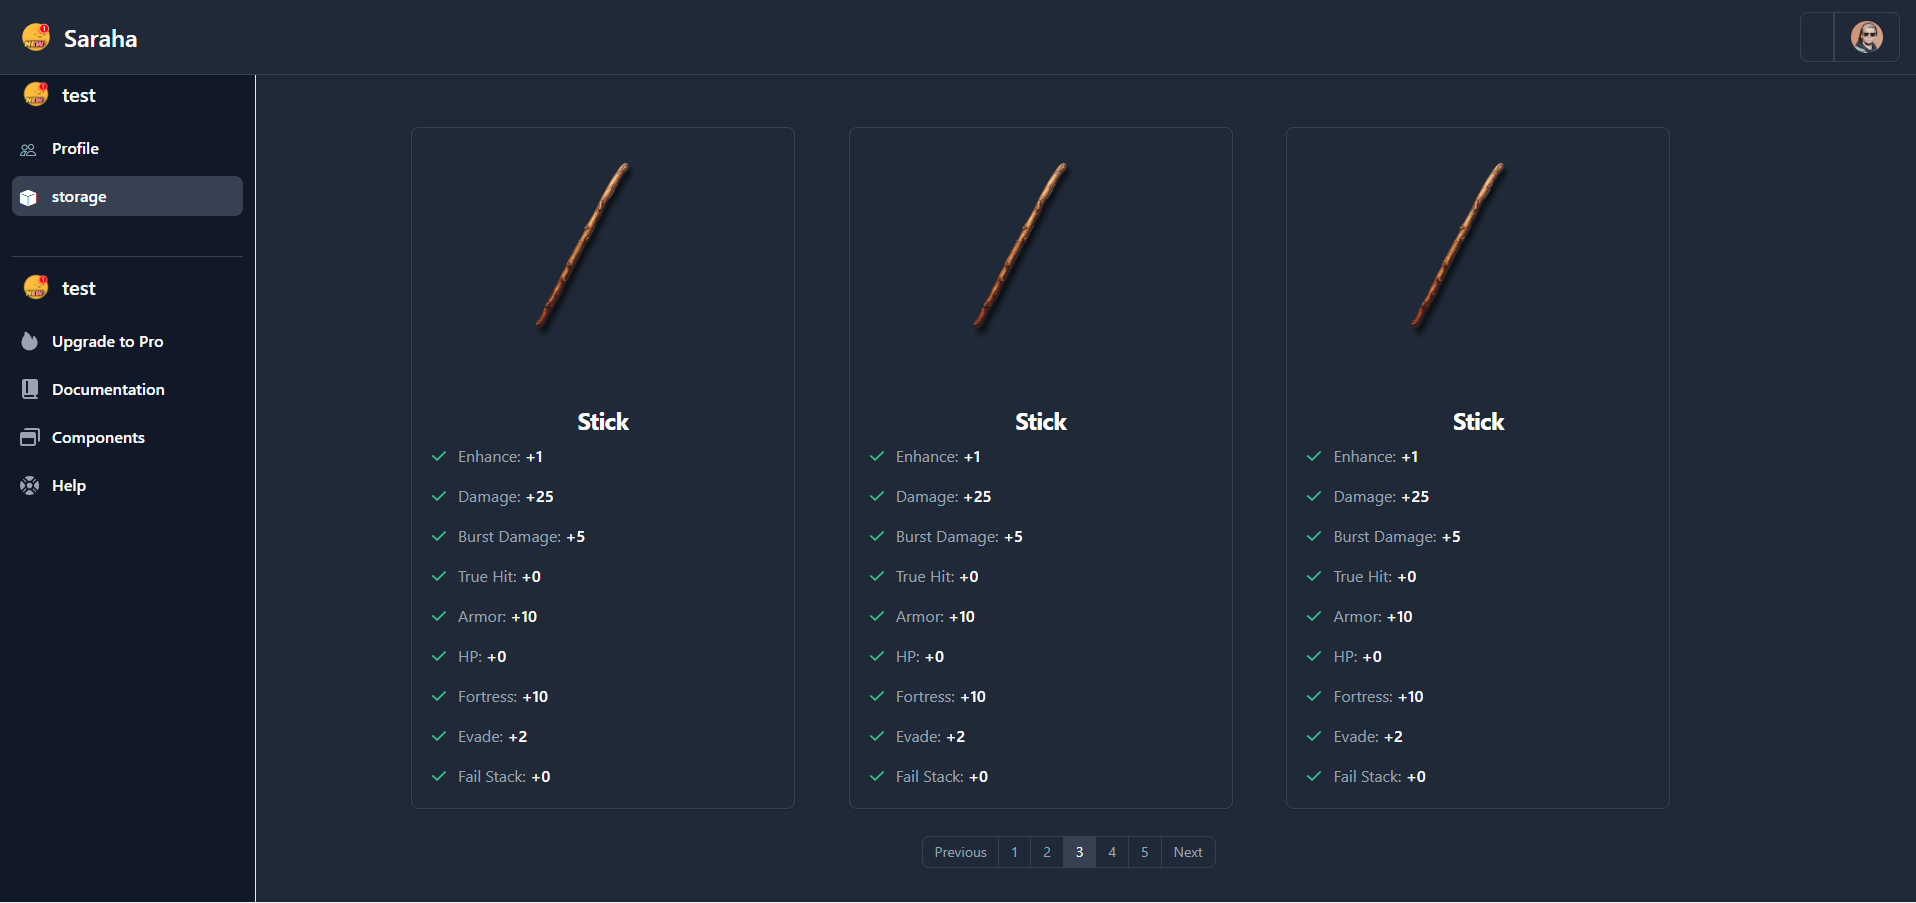 Saraha
test
Profile
storage
test
Upgrade to Pro
Documentation
Components
Help
Stick
Enhance: +1
Damage: +25
Burst Damage: +5
True Hit: +0
Armor: +10
HP: +0
Fortress: +10
Evade: +2
Fail Stack: +0
Stick
Enhance: +1
Damage: +25
Burst Damage: +5
True Hit: +0
Armor: +10
HP: +0
Fortress: +10
Evade: +2
Fail Stack: +0
Stick
Enhance: +1
Damage: +25
Burst Damage: +5
True Hit: +0
Armor: +10
HP: +0
Fortress: +10
Evade: +2
Fail Stack: +0
Previous 1 2 3 4 5 Next